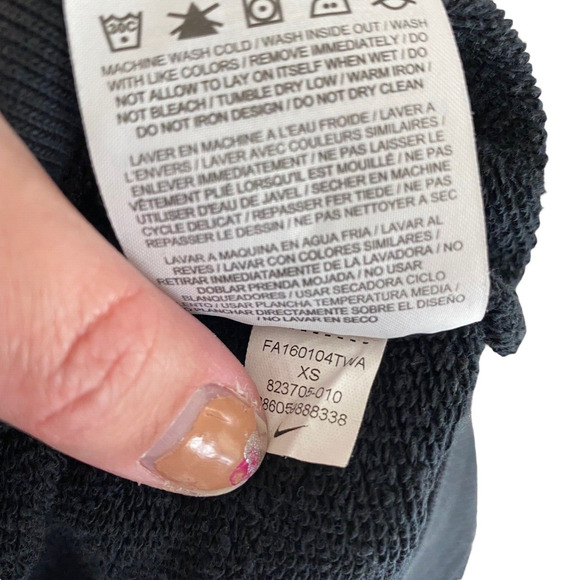 30C
MACHINE WASH COLD / WASH INSIDE OUT / WASH
WITH LIKE COLORS / REMOVE IMMEDIATELY / DO
NOT ALLOW TO LAY ON ITSELF WHEN WET / DO
NOT BLEACH / TUMBLE DRY LOW / WARM IRON /
DO NOT IRON DESIGN / DO NOT DRY CLEAN
LAVER EN MACHINE A L'EAU FROIDE / LAVER A
L'ENVERS / LAVER AVEC COULEURS SIMILAIRES /
ENLEVER IMMEDIATEMENT / NE PAS LAISSER LE
VÊTEMENT PLIÉ LORSQU'IL EST MOUILLÉ / NE PAS
UTILISER D'EAU DE JAVEL / SECHER EN MACHINE
CYCLE DELICAT / REPASSER FER TIEDE / NE PAS
REPASSER LE DESSIN / NE PAS NETTOYER A SEC
LAVAR A MAQUINA EN AGUA FRIA / LAVAR AL
REVES / LAVAR CON COLORES SIMILARES /
RETIRAR INMEDIATAMENTE DE LA LAVADORA / NO
DOBLAR PRENDA MOJADA / NO USAR
BLANQUEADORES / USAR SECADORA CICLO
LENTO / USAR PLANCHA TEMPERATURA MEDIA /
NO PLANCHAR DIRECTAMENTE SOBRE EL DISEÑO
/ NO LAVAR EN SECO
FA160104TWA
XS
823705-010
08605/888338